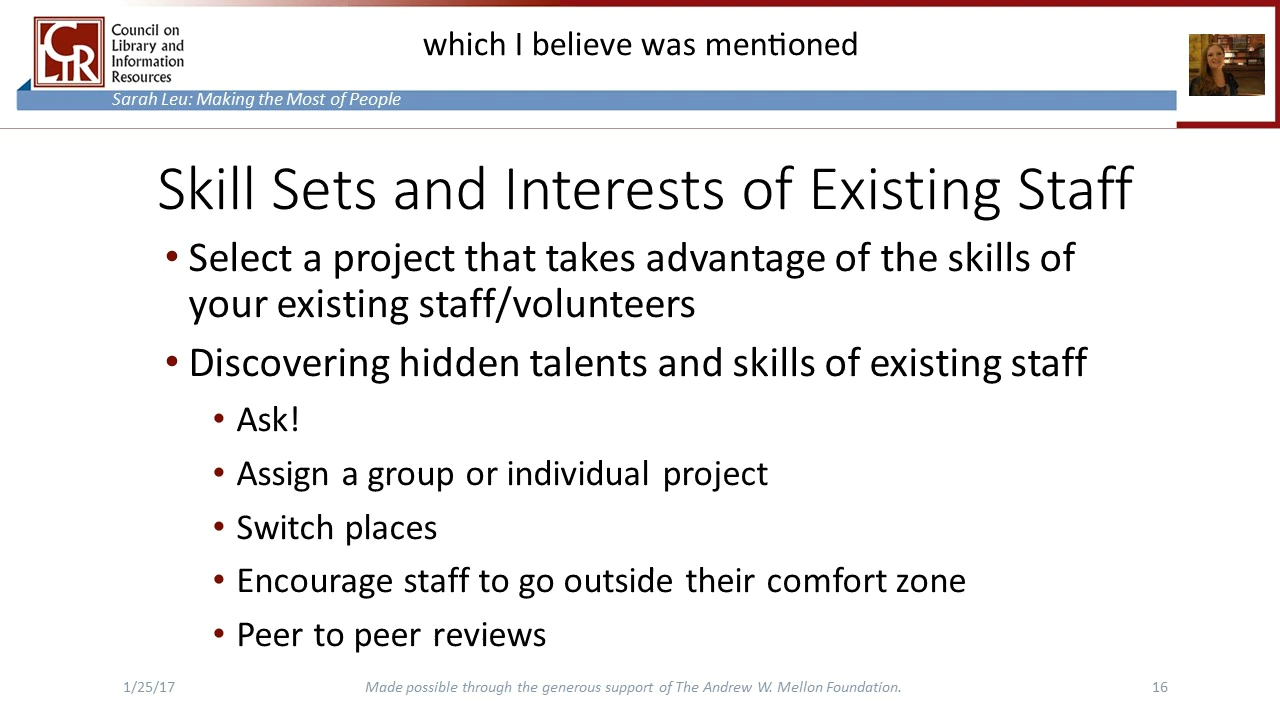 CLIR
Council on
Library and
Information
Resources
which I believe was mentioned
Sarah Leu: Making the Most of People
Skill Sets and Interests of Existing Staff
• Select a project that takes advantage of the skills of
your existing staff/volunteers
• Discovering hidden talents and skills of existing staff
• Ask!
• Assign a group or individual project
• Switch places
• Encourage staff to go outside their comfort zone
• Peer to peer reviews
1/25/17
Made possible through the generous support of The Andrew W. Mellon Foundation.
16